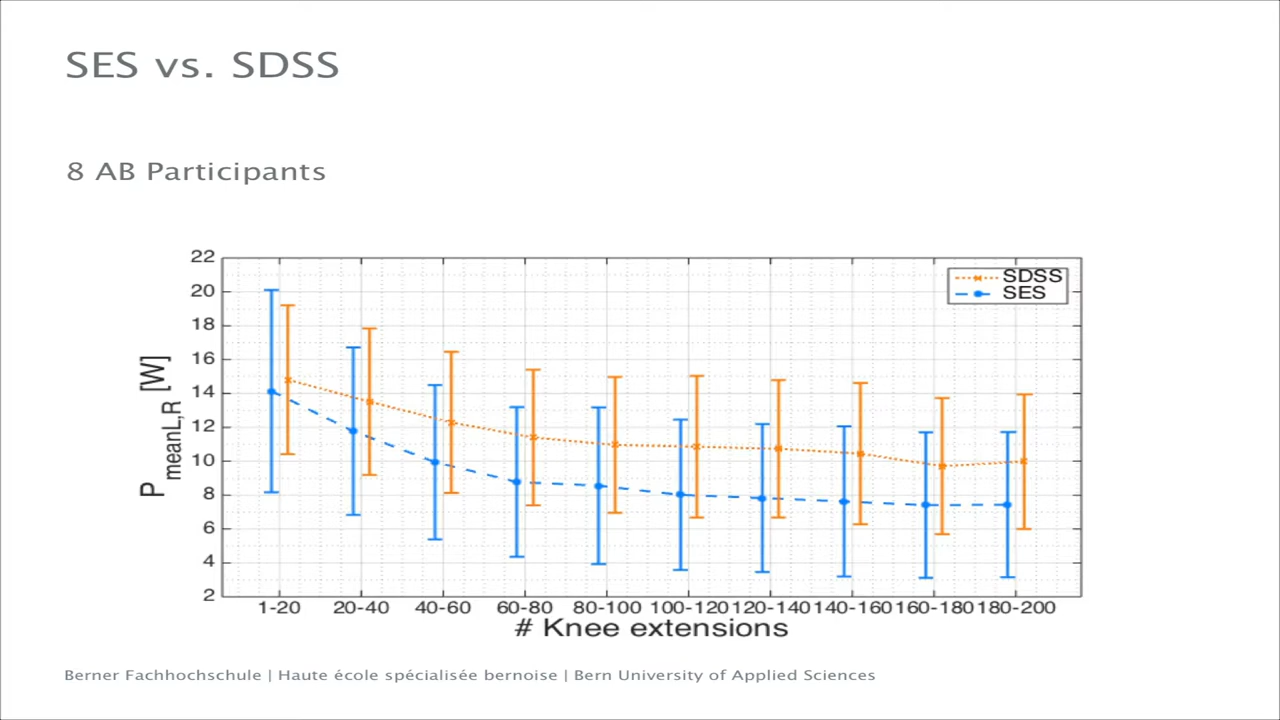 SES vs. SDSS
8 AB Participants
22
20
18
16
14
12
10
8
6
4
2
P meanL,R [W]
SDSS
SES
1-20 20-40 40-60 60-80 80-100 100-120 120-140 140-160 160-180 180-200
# Knee extensions
Berner Fachhochschule | Haute école spécialisée bernoise | Bern University of Applied Sciences